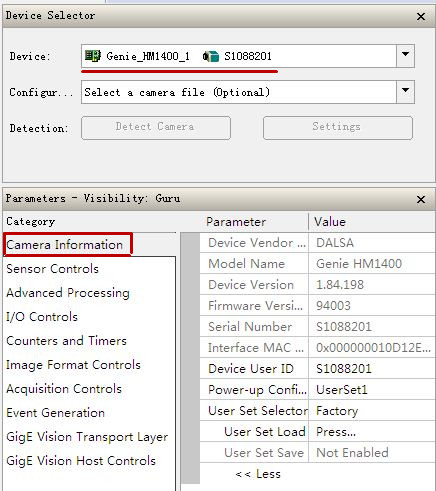 Device Selector
Device: Genie_HM1400_1 S1088201
Configur... Select a camera file (Optional)
Detection: Detect Camera Settings
Parameters - Visibility: Guru
Category Parameter Value
Camera Information Device Vendor ... DALSA
Sensor Controls Model Name Genie HM1400
Advanced Processing Device Version 1.84.198
I/O Controls Firmware Versi... 94003
Counters and Timers Serial Number S1088201
Image Format Controls Interface MAC ... 0x000000010D12E...
Acquisition Controls Device User ID S1088201
Event Generation Power-up Confi... UserSet1
GigE Vision Transport Layer User Set Selector Factory
GigE Vision Host Controls User Set Load Press...
User Set Save Not Enabled
<< Less